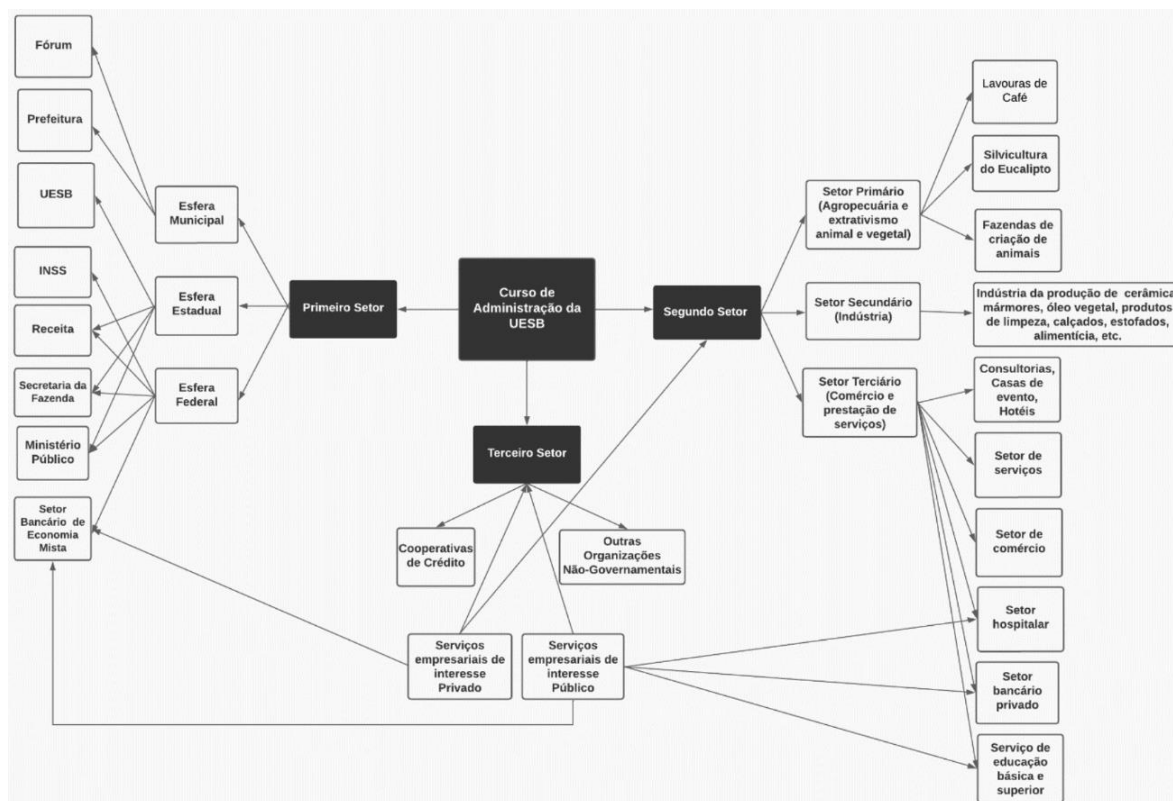 Fórum
Prefeitura
UESB
INSS
Receita
Secretaria da
Fazenda
Ministério
Público
Setor
Bancário de
Economia
Mista
Esfera
Municipal
Esfera
Estadual
Esfera
Federal
Primeiro Setor
Curso de
Administração da
UESB
Terceiro Setor
Cooperativas
de Crédito
Outras
Organizações
Não-Governamentais
Serviços
empresariais de
interesse
Privado
Serviços
empresariais de
interesse
Público
Segundo Setor
Setor Primário
(Agropecuária e
extrativismo
animal e vegetal)
Setor Secundário
(Indústria)
Setor Terciário
(Comércio e
prestação de
serviços)
Lavouras de
Café
Silvicultura
do Eucalipto
Fazendas de
criação de
animais
Indústria da produção de cerâmica
mármores, óleo vegetal, produtos
de limpeza, calçados, estofados,
alimentícia, etc.
Consultorias,
Casas de
evento,
Hotéis
Setor de
serviços
Setor de
comércio
Setor
hospitalar
Setor
bancário
privado
Serviço de
educação
básica e
superior